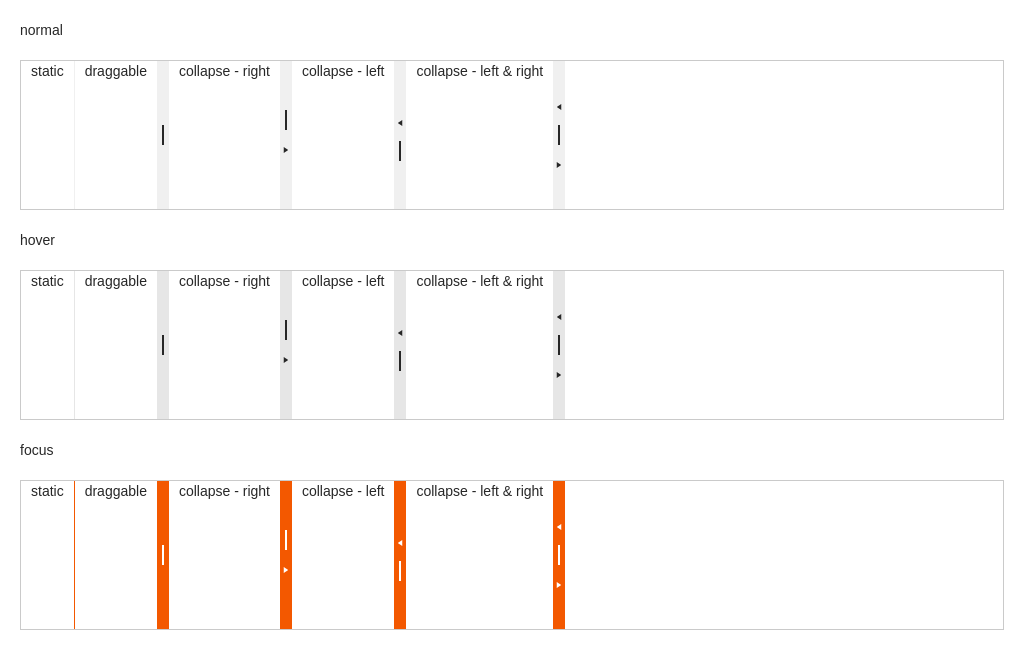 normal
static draggable collapse - right collapse - left collapse - left & right
hover
static draggable collapse - right collapse - left collapse - left & right
focus
static draggable collapse - right collapse - left collapse - left & right